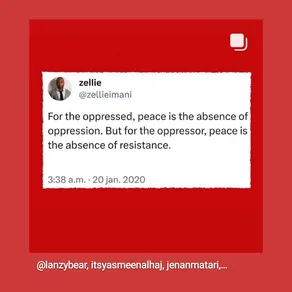 zellie
@zellieimani
For the oppressed, peace is the absence of
oppression. But for the oppressor, peace is
the absence of resistance.
3:38 a.m. · 20 jan. 2020
@lanzybear, itsyasmeenalhaj, jenanmatari,...